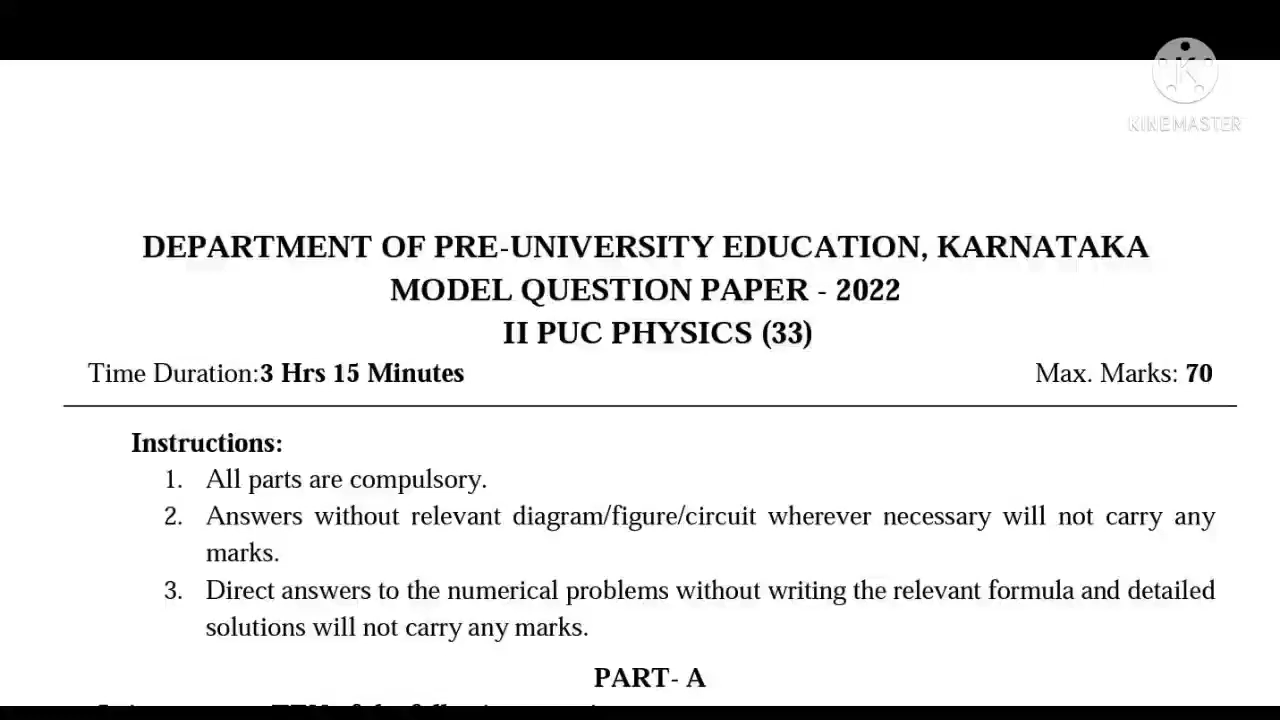 KINEMASTER
DEPARTMENT OF PRE-UNIVERSITY EDUCATION, KARNATAKA
MODEL QUESTION PAPER - 2022
II PUC PHYSICS (33)
Time Duration:3 Hrs 15 Minutes Max. Marks: 70
Instructions:
1. All parts are compulsory.
2. Answers without relevant diagram/figure/circuit wherever necessary will not carry any
marks.
3. Direct answers to the numerical problems without writing the relevant formula and detailed
solutions will not carry any marks.
PART- A